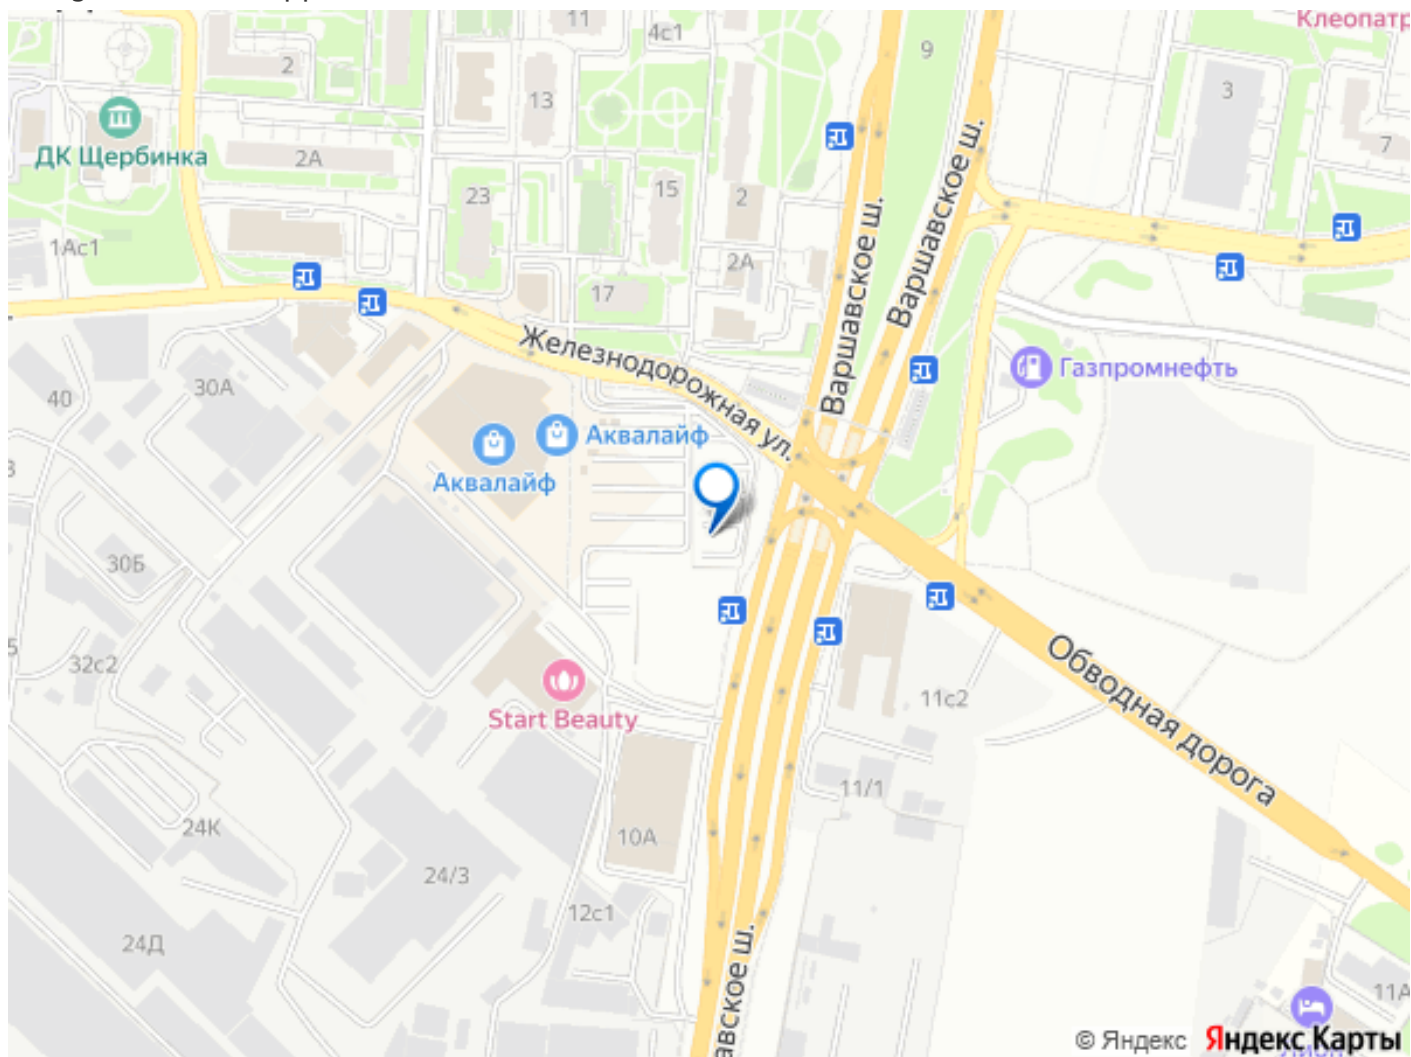 Клеопатр
11
4с1
9
2
13
3
ДК Щербинка
2А
7
23
15
2
1Ас1
2А
17
Варшавское ш.
Варшавское ш.
Железнодорожная ул.
Газпромнефть
30А
40
Аквалайф
Аквалайф
30Б
32с2
11с2
Обводная дорога
Start Beauty
11/1
24К
10А
24/3
12с1
24Д
авское ш.
11А
© Яндекс Яндекс Карты